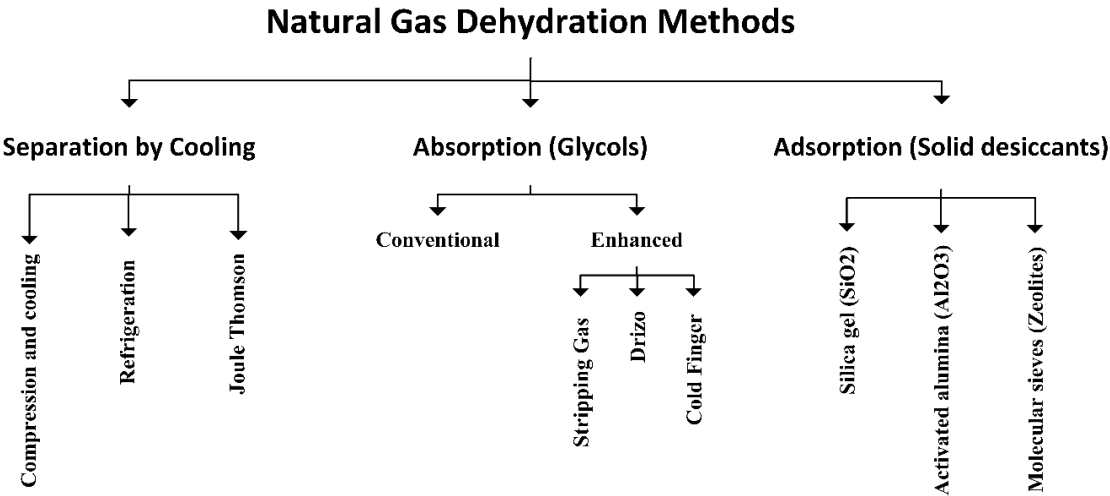 Natural Gas Dehydration Methods
Separation by Cooling
Absorption (Glycols)
Adsorption (Solid desiccants)
Compression and cooling
Refrigeration
Joule Thomson
Conventional
Enhanced
Stripping Gas
Drizo
Cold Finger
Silica gel (SiO2)
Activated alumina (Al2O3)
Molecular sieves (Zeolites)